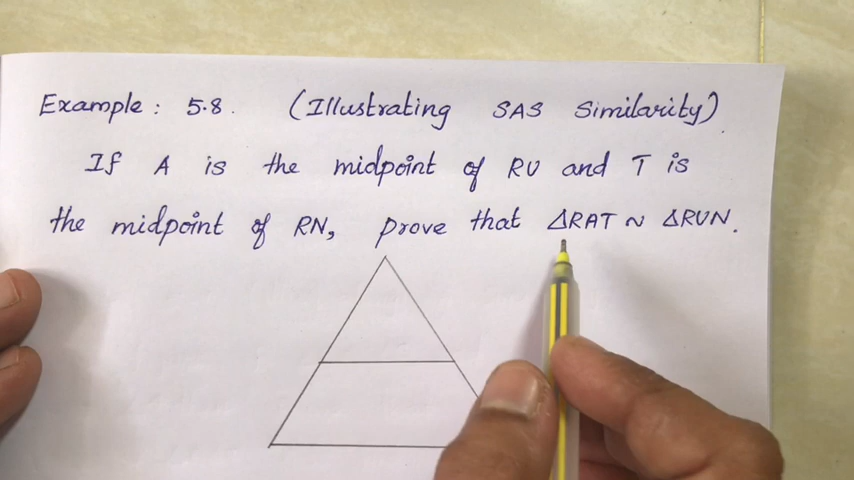 Example: 5.8. (Illustrating SAS Similarity)
If A is the midpoint of RU and T is
the midpoint of RN, prove that ΔRAT ~ ΔRUN.